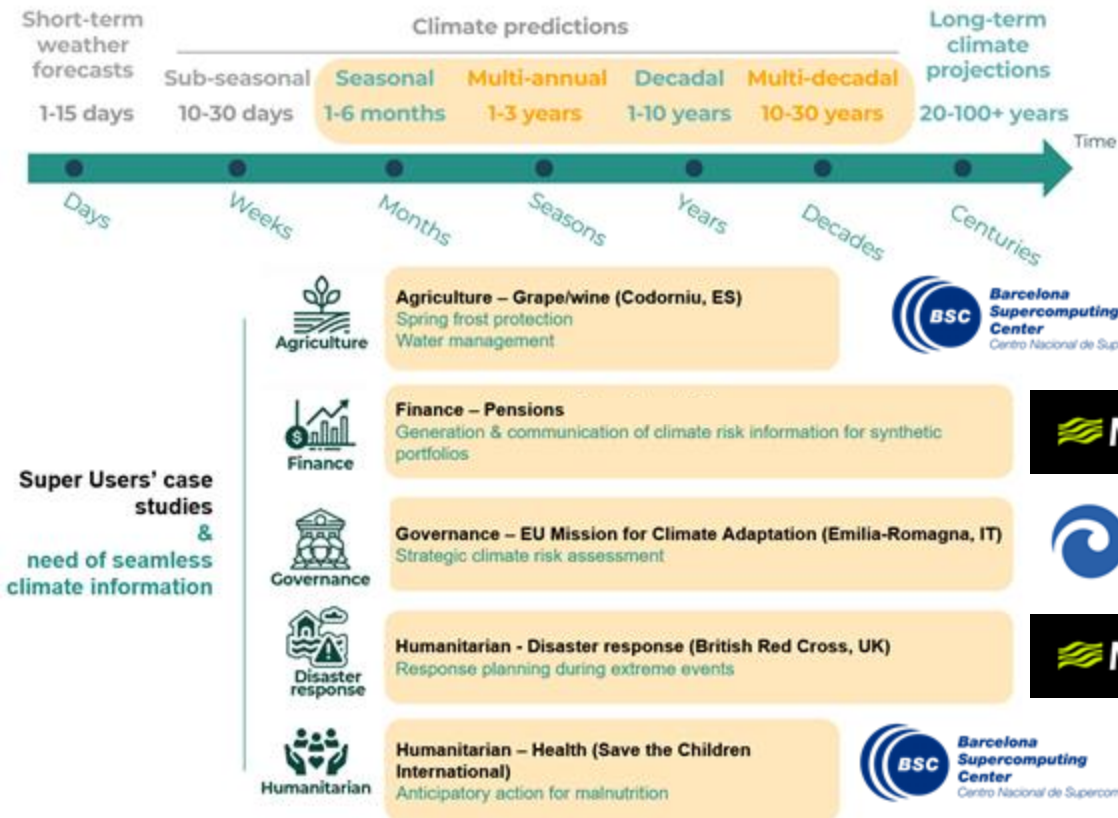 Short-term
weather
forecasts
1-15 days
Climate predictions
Sub-seasonal
10-30 days
Seasonal
1-6 months
Multi-annual
1-3 years
Decadal
1-10 years
Multi-decadal
10-30 years
Long-term
climate
projections
20-100+ years
Time
Days
Weeks
Months
Seasons
Years
Decades
Centuries
Super Users' case
studies
&
need of seamless
climate information
Agriculture
Agriculture – Grape/wine (Codorniu, ES)
Spring frost protection
Water management
BSC
Barcelona
Supercomputing
Center
Centro Nacional de
Finance
Finance – Pensions
Generation & communication of climate risk information for synthetic
portfolios
Governance
Governance – EU Mission for Climate Adaptation (Emilia-Romagna, IT)
Strategic climate risk assessment
Disaster
response
Humanitarian - Disaster response (British Red Cross, UK)
Response planning during extreme events
Humanitarian
Humanitarian – Health (Save the Children
International)
Anticipatory action for malnutrition
BSC
Barcelona
Supercomputing
Center
Centro Nacional de